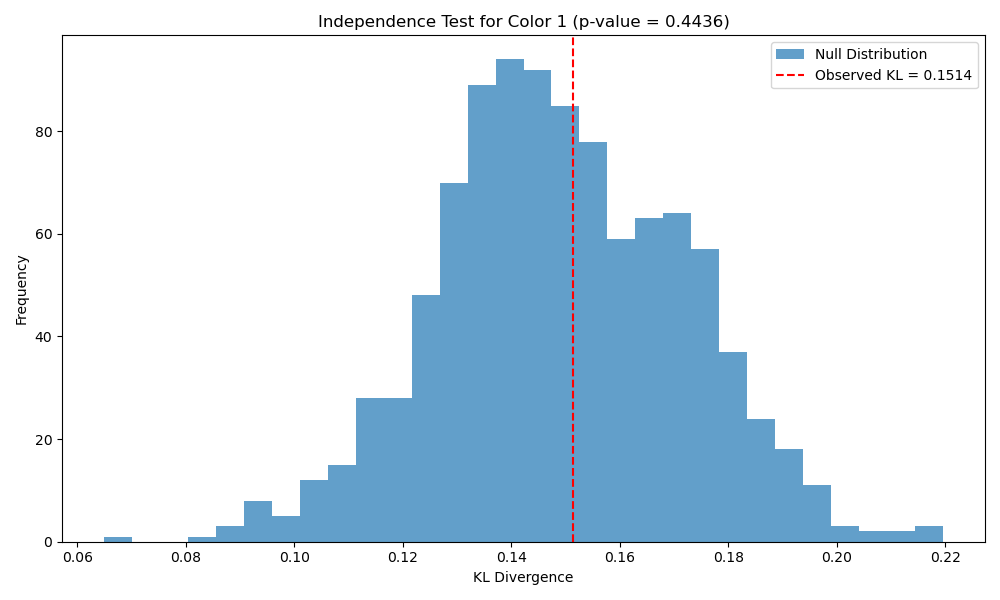 Independence Test for Color 1 (p-value = 0.4436)
Null Distribution
Observed KL = 0.1514
Frequency
80
60
40
20
0
0.06 0.08 0.10 0.12 0.14 0.16 0.18 0.20 0.22
KL Divergence